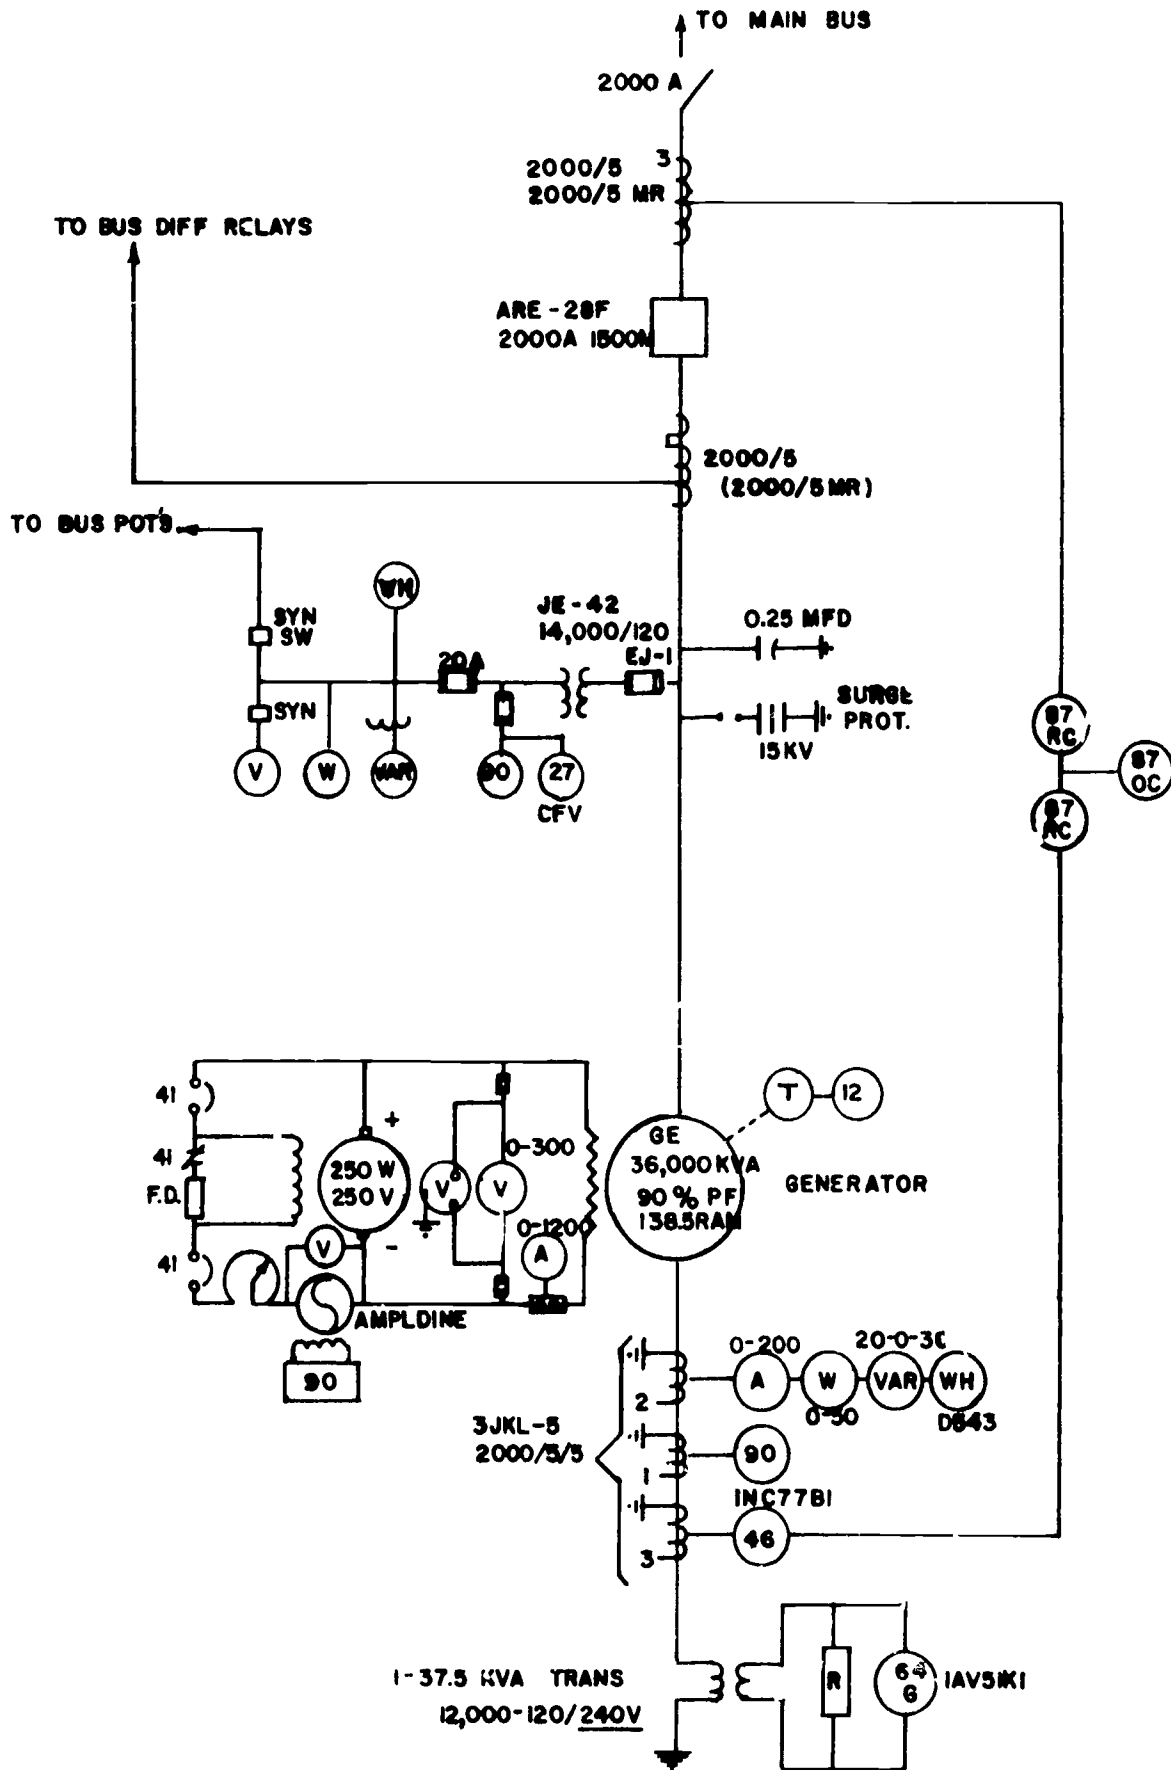 TO MAIN BUS
2000 A
3
2000/5
2000/5 MR
TO BUS DIFF RELAYS
ARE-28F
2000A 1500M
2000/5
(2000/5MR)
TO BUS POT'S
WH
SYN
SW
JE-42
14,000/120
EJ-1
0.25 MFD
20A
SYN
SURGE
PROT.
15KV
V
W
VAR
90
27
CFV
87
RC
87
OC
87
RC
41
41
F.D.
41
+
250 W
250 V
-
V
V
V
0-300
0-1200
A
AMPLDINE
90
GE
36,000 KVA
90 % PF
138.5RAM
T
12
GENERATOR
3JKL-5
2000/5/5
2
1
3
0-200
20-0-30
A
W
VAR
WH
0-50
D543
90
INC77B1
46
1-37.5 KVA TRANS
12,000-120/240V
R
64
G
IAV51K1